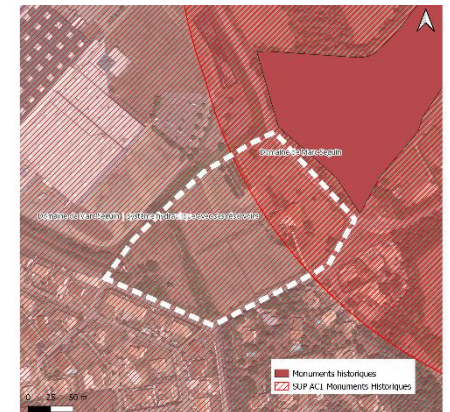 Domaine de Marc Seguin
Domaine de Marc Seguin | système hydraulique avec ses réservoirs
Monuments historiques
SUP AC1 Monuments Historiques
0 25 50 m